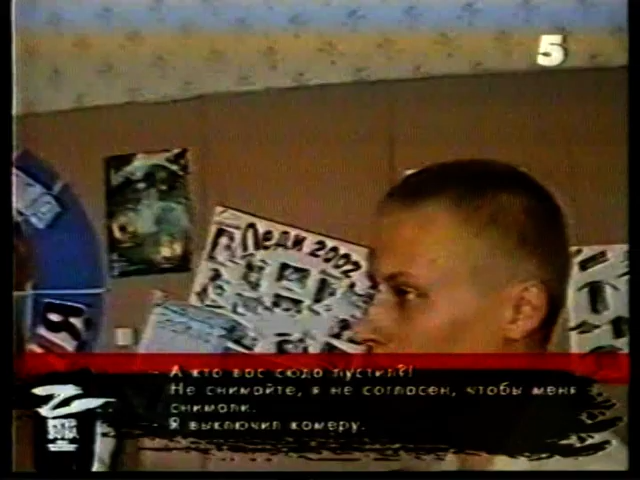 5
Леди 2002
Я
- А кто вас сюда пустил?!
Не снимайте, я не согласен, чтобы меня
снимали.
- Я выключил камеру.